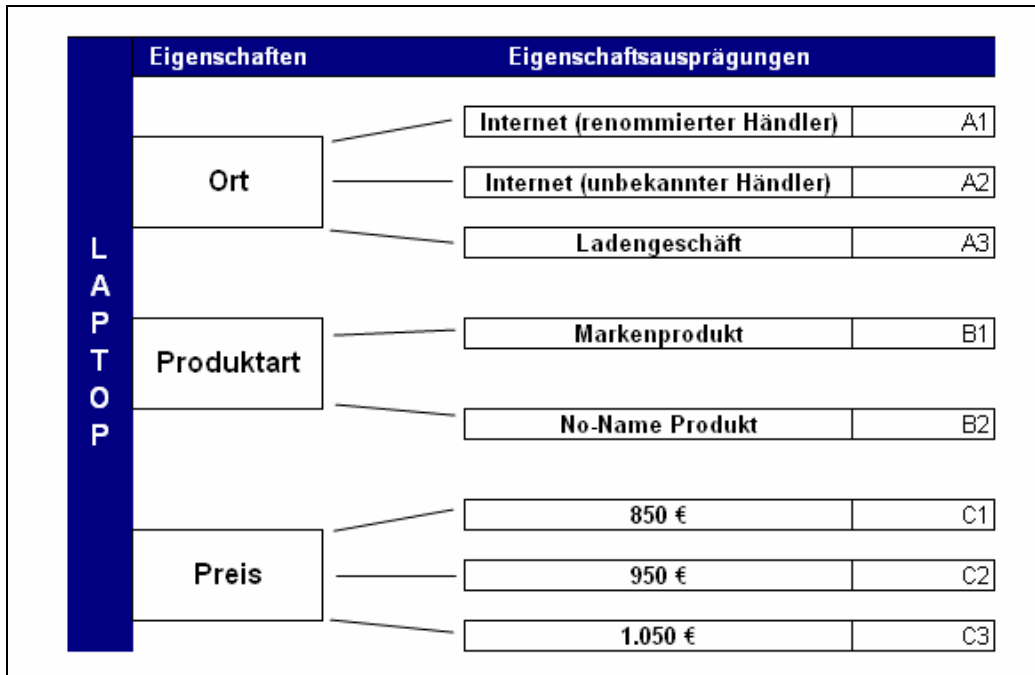 Eigenschaften Eigenschaftsausprägungen
LAPTOP
Ort
Internet (renommierter Händler) A1
Internet (unbekannter Händler) A2
Ladengeschäft A3
Produktart
Markenprodukt B1
No-Name Produkt B2
Preis
850 € C1
950 € C2
1.050 € C3